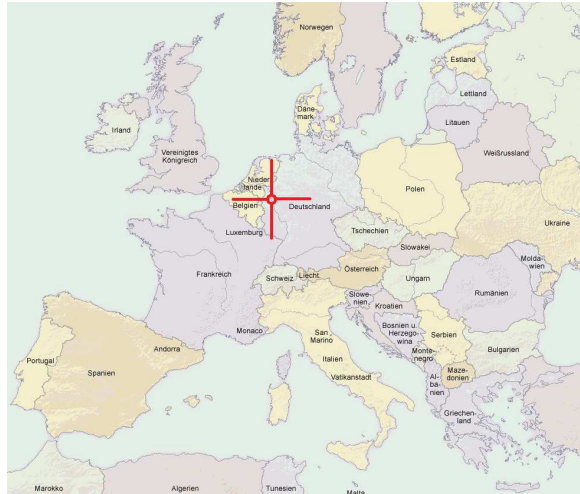 Norwegen
Estland
Lettland
Däne-
mark
Litauen
Irland
Vereinigtes
Königreich
Weißrussland
Nieder
lande
Polen
Belgien
Deutschland
Ukraine
Luxemburg
Tschechien
Slowakei
Molda-
wien
Frankreich
Schweiz
Liecht.
Österreich
Ungarn
Slowe-
nien
Kroatien
Rumänien
Monaco
San
Marino
Bosnien u.
Herzego-
wina
Serbien
Andorra
Italien
Monte-
negro
Bulgarien
Portugal
Spanien
Vatikanstadt
Maze-
donien
Al-
ba-
nien
Griechen-
land
Marokko
Algerien
Tunesien
Malta